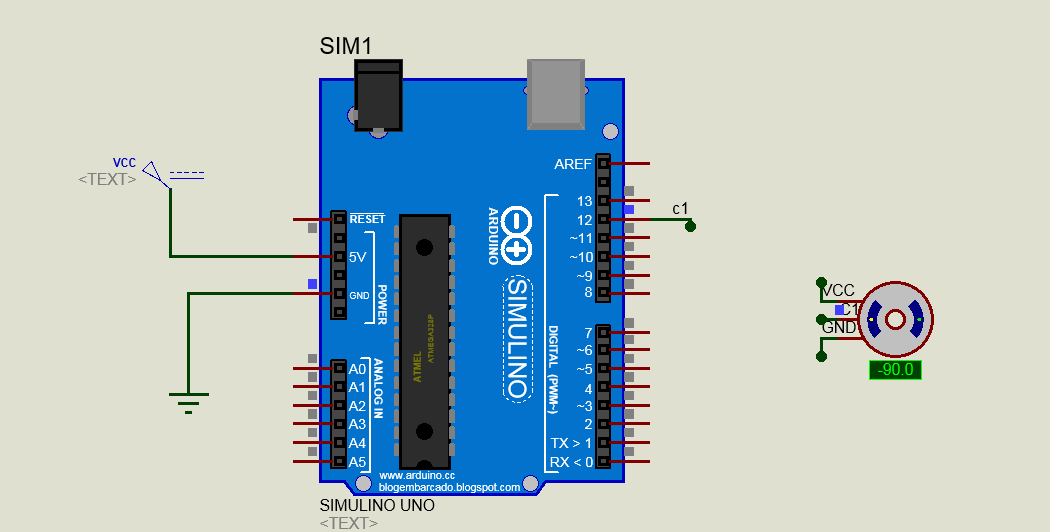 SIM1
VCC
<TEXT>
RESET
5V
GND
POWER
A0
A1
A2
A3
A4
A5
ANALOG IN
ATMEL
ATMEGA328P
ARDUINO
SIMULINO
DIGITAL (PWM~)
AREF
13
12
~11
~10
~9
8
7
~6
~5
4
~3
2
TX > 1
RX < 0
c1
www.arduino.cc
blogembarcado.blogspot.com
SIMULINO UNO
<TEXT>
VCC
C1
GND
-90.0